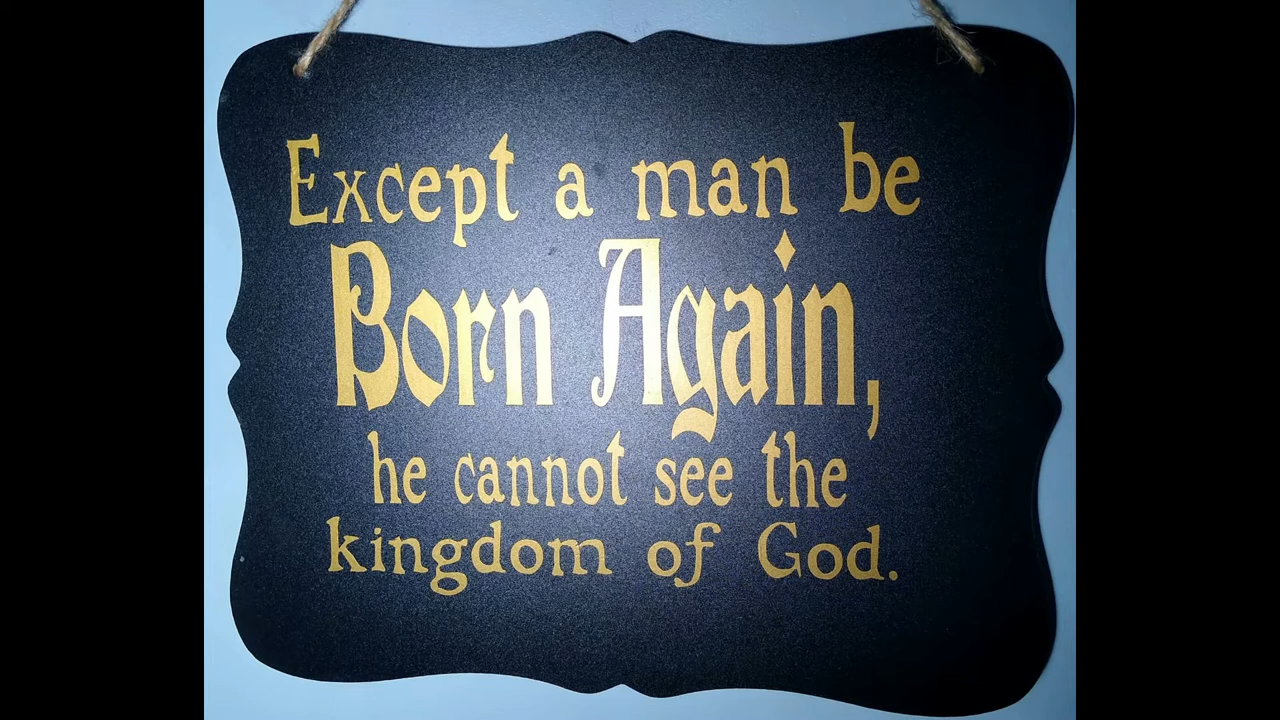 Except a man be
Born Again,
he cannot see the
kingdom of God.